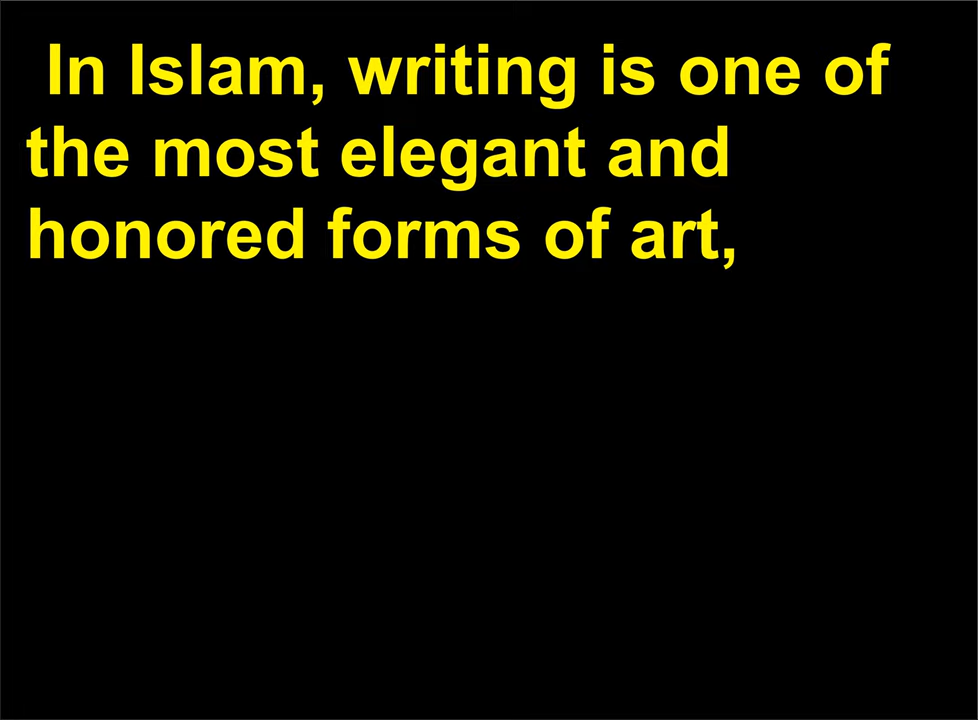 In Islam, writing is one of
the most elegant and
honored forms of art,